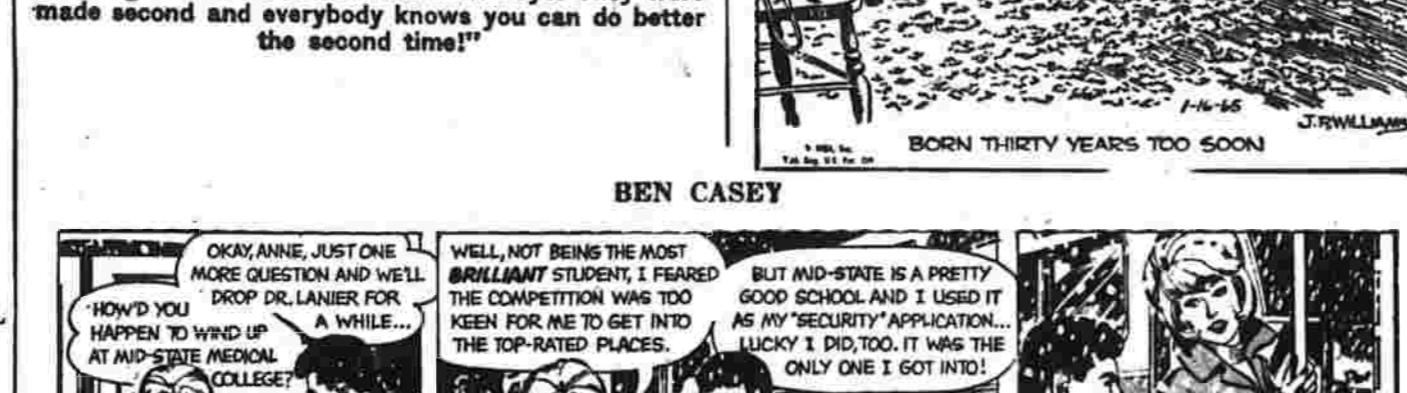 made second and everybody knows you can do better
the second time!"
1-16-65
J.R.WILLIAMS
BORN THIRTY YEARS TOO SOON
BEN CASEY
OKAY, ANNE, JUST ONE
MORE QUESTION AND WE'LL
DROP DR. LANIER FOR
A WHILE...
HOW'D YOU
HAPPEN TO WIND UP
AT MID-STATE MEDICAL
COLLEGE?
WELL, NOT BEING THE MOST
BRILLIANT STUDENT, I FEARED
THE COMPETITION WAS TOO
KEEN FOR ME TO GET INTO
THE TOP-RATED PLACES.
BUT MID-STATE IS A PRETTY
GOOD SCHOOL AND I USED IT
AS MY "SECURITY" APPLICATION...
LUCKY I DID, TOO. IT WAS THE
ONLY ONE I GOT INTO!